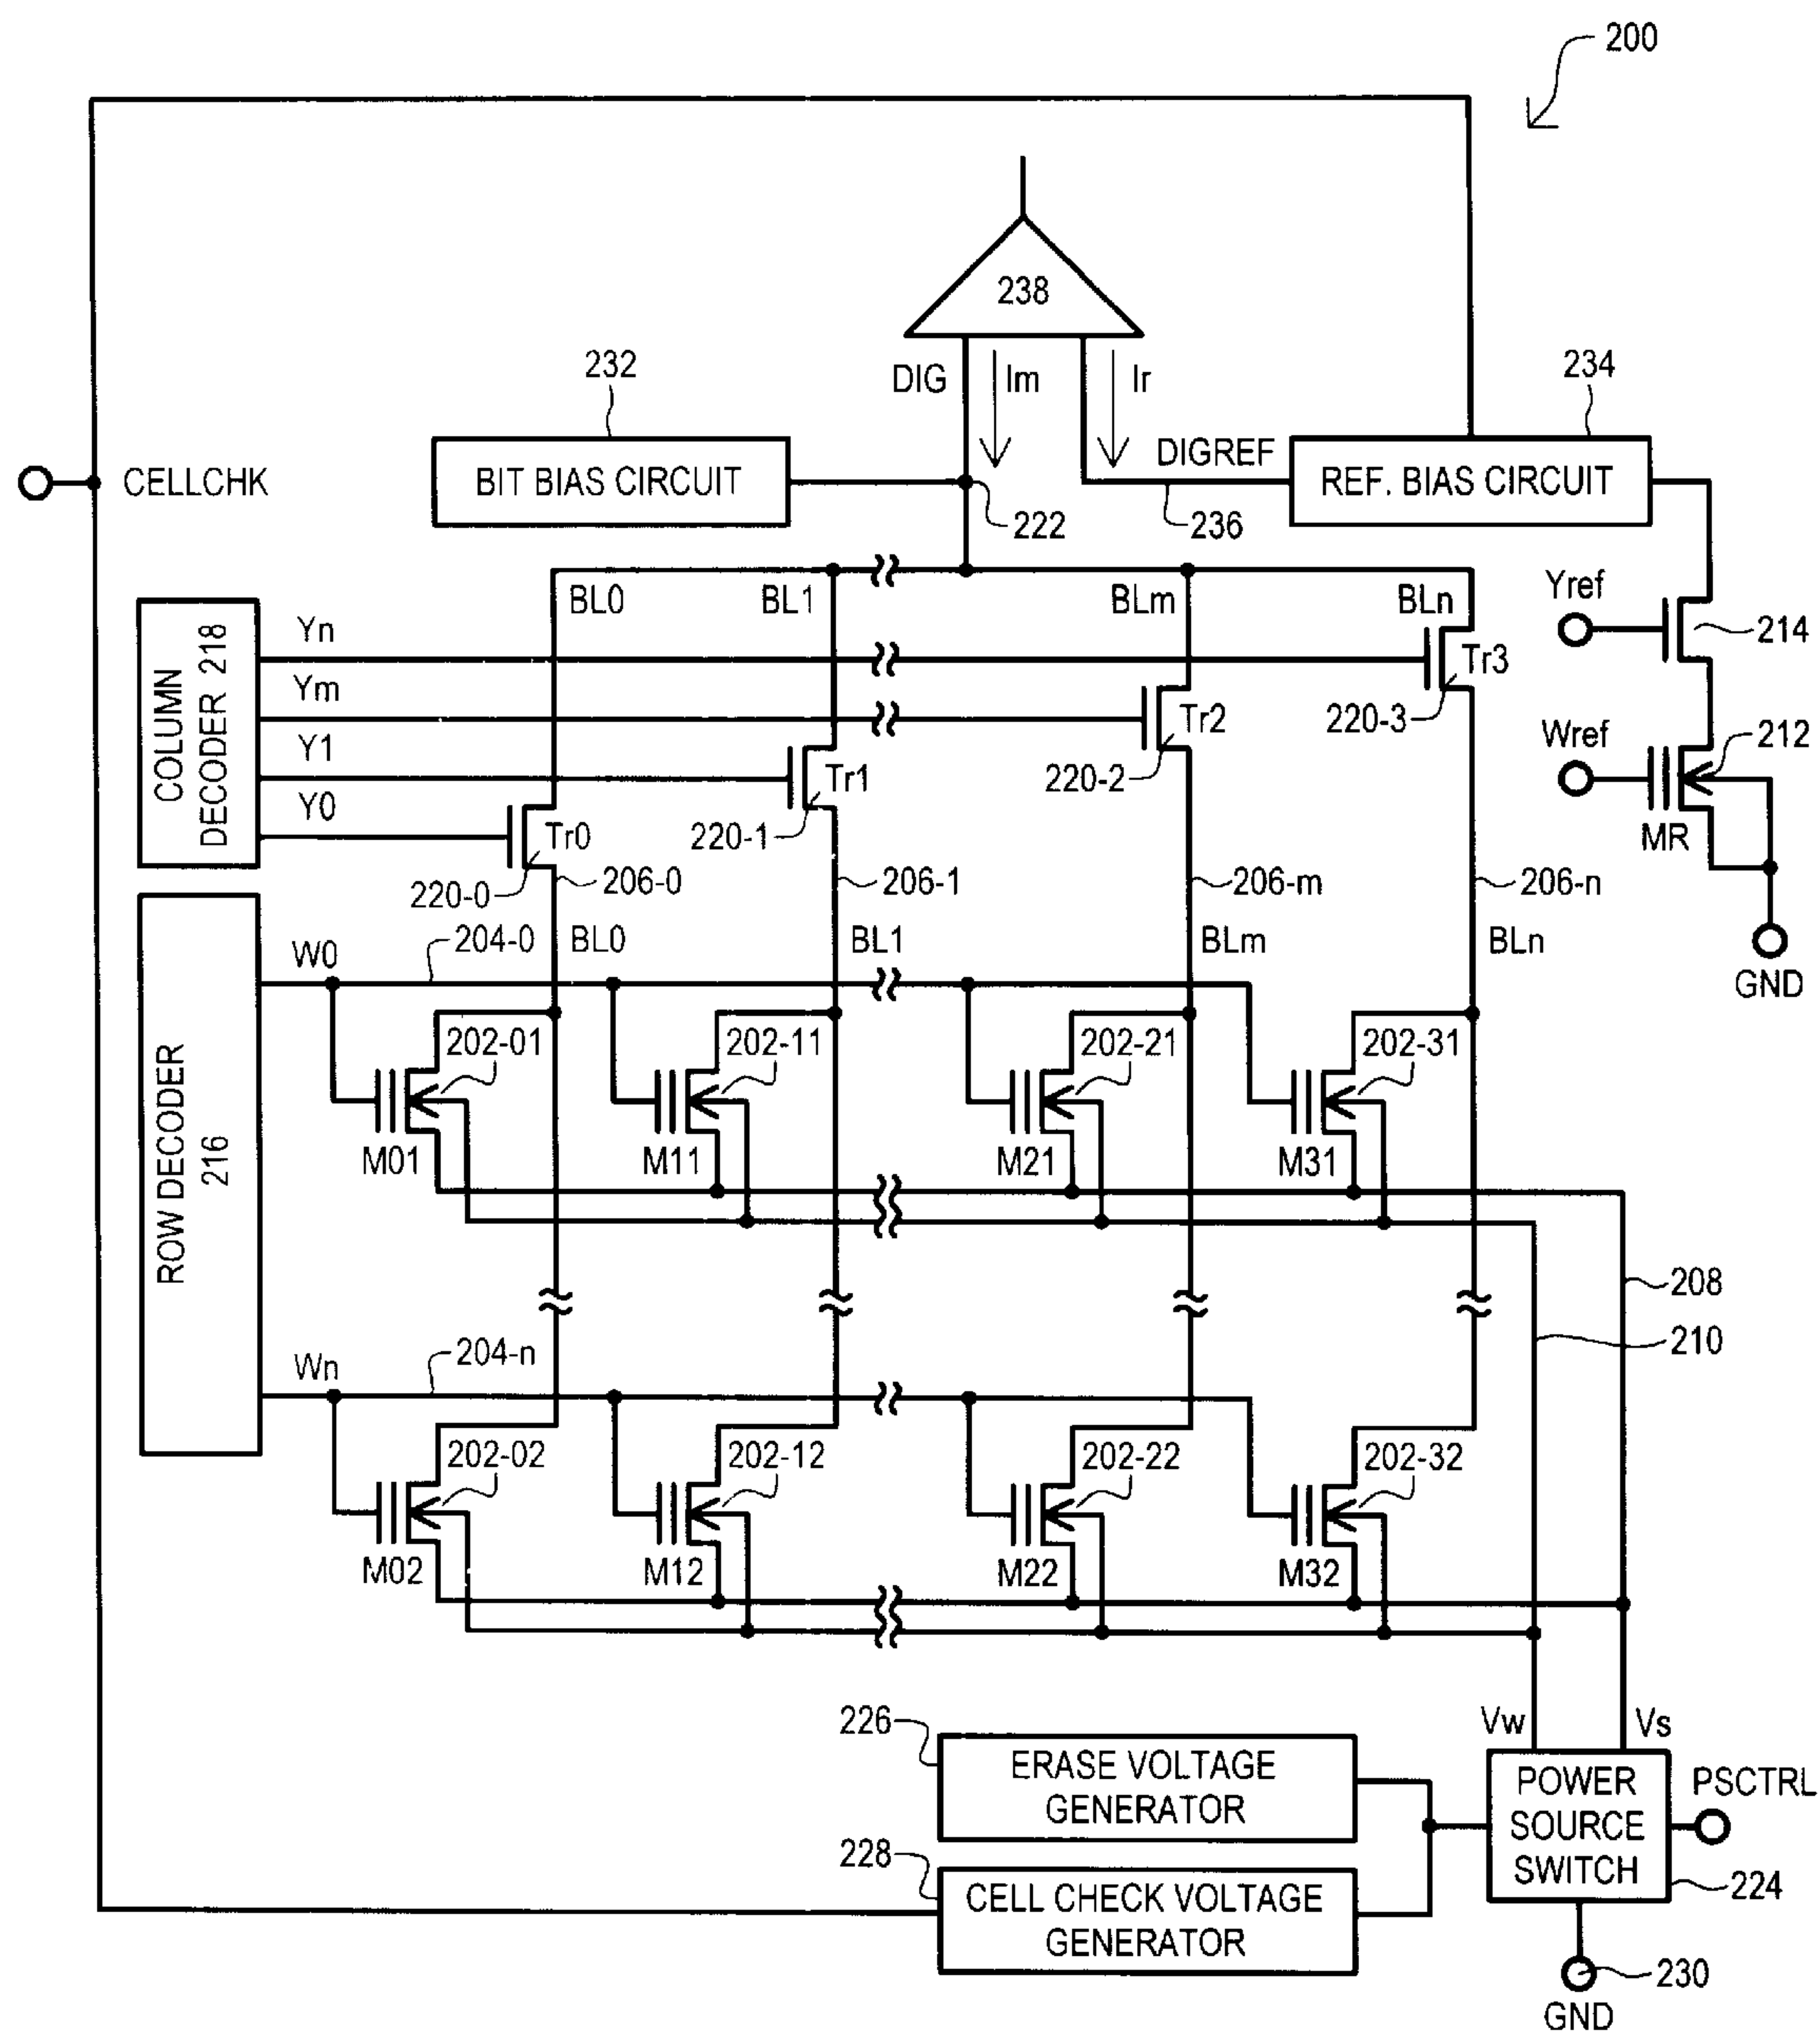 200
238
232
DIG
Im
Ir
234
DIGREF
CELLCHK
BIT BIAS CIRCUIT
REF. BIAS CIRCUIT
222
236
BL0
BL1
BLm
BLn
Yref
214
COLUMN
DECODER 218
Yn
Ym
Y1
Y0
Tr3
220-3
Tr2
220-2
Tr1
220-1
Tr0
220-0
Wref
212
MR
GND
206-0
206-1
206-m
206-n
ROW DECODER
216
W0
204-0
BL0
BL1
BLm
BLn
202-01
202-11
202-21
202-31
M01
M11
M21
M31
208
210
Wn
204-n
202-02
202-12
202-22
202-32
M02
M12
M22
M32
Vw
Vs
226
ERASE VOLTAGE
GENERATOR
228
CELL CHECK VOLTAGE
GENERATOR
POWER
SOURCE
SWITCH
PSCTRL
224
230
GND